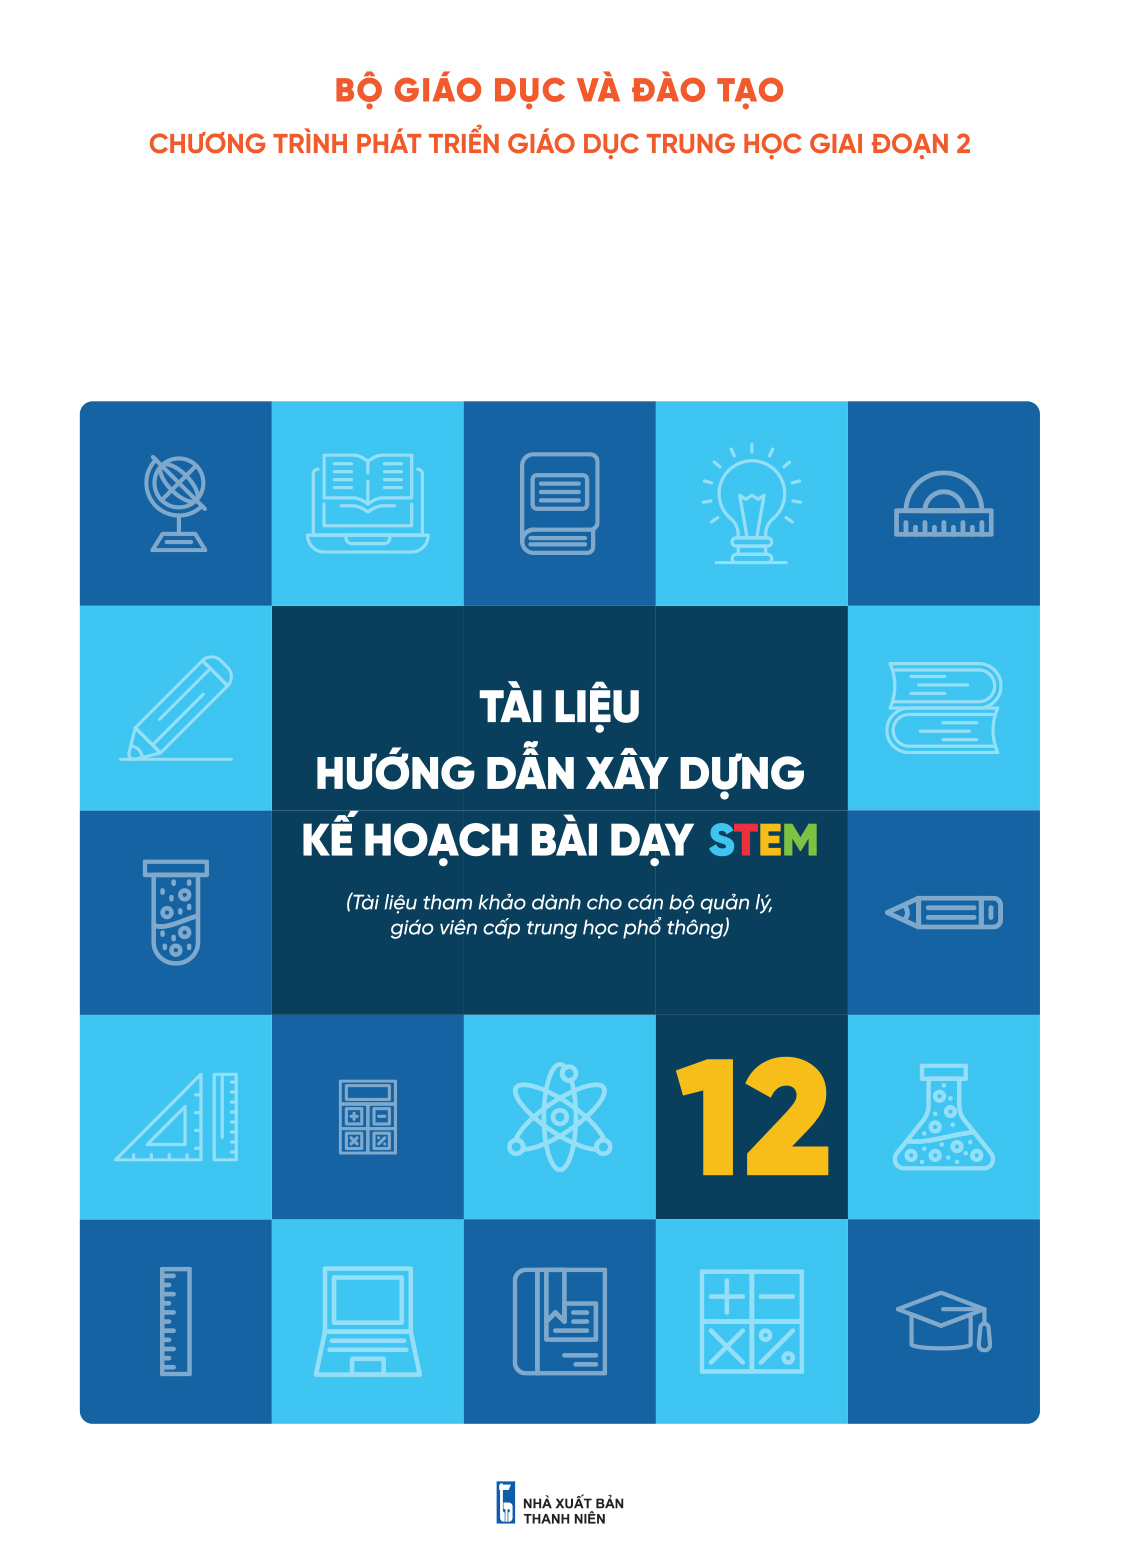 BỘ GIÁO DỤC VÀ ĐÀO TẠO
CHƯƠNG TRÌNH PHÁT TRIỂN GIÁO DỤC TRUNG HỌC GIAI ĐOẠN 2
TÀI LIỆU
HƯỚNG DẪN XÂY DỰNG
KẾ HOẠCH BÀI DẠY STEM
(Tài liệu tham khảo dành cho cán bộ quản lý,
giáo viên cấp trung học phổ thông)
12
NHÀ XUẤT BẢN
THANH NIÊN